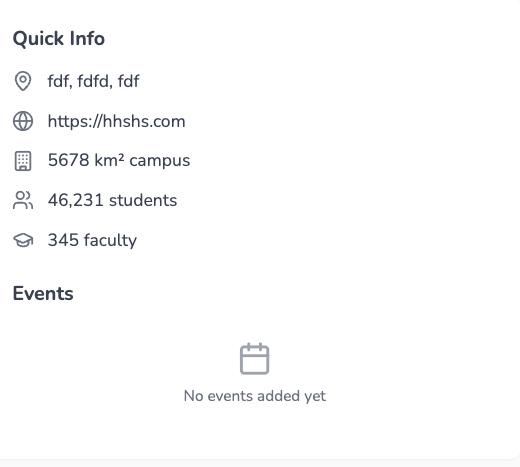 Quick Info
fdf, fdfd, fdf
https://hhshs.com
5678 km² campus
46,231 students
345 faculty
Events
No events added yet